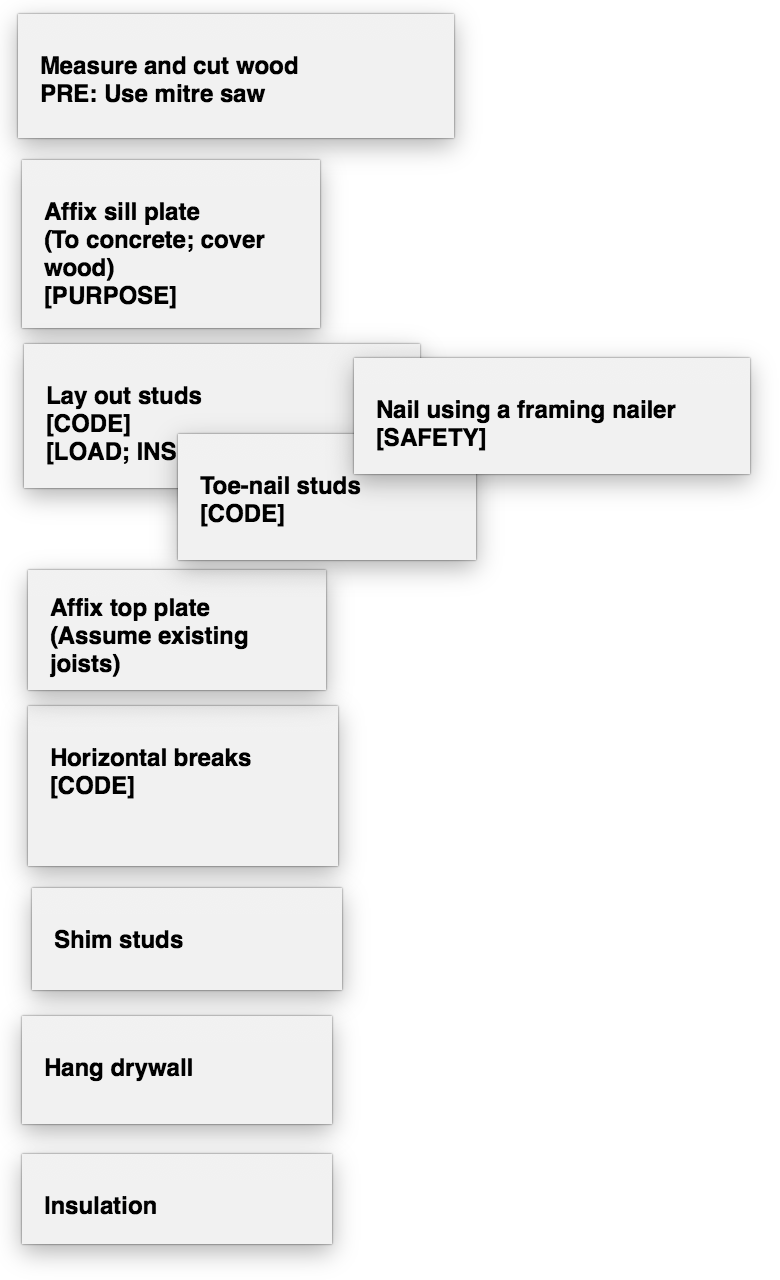 Measure and cut wood
PRE: Use mitre saw
Affix sill plate
(To concrete; cover
wood)
[PURPOSE]
Lay out studs
[CODE]
[LOAD; INS
Nail using a framing nailer
[SAFETY]
Toe-nail studs
[CODE]
Affix top plate
(Assume existing
joists)
Horizontal breaks
[CODE]
Shim studs
Hang drywall
Insulation